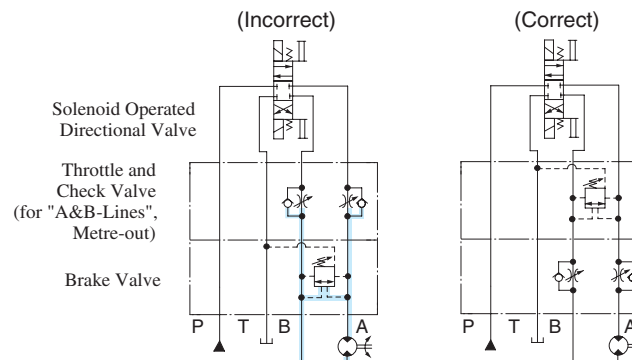 (Incorrect)
(Correct)
Solenoid Operated
Directional Valve
Throttle and
Check Valve
(for "A&B-Lines",
Metre-out)
Brake Valve
P T B A
P T B A